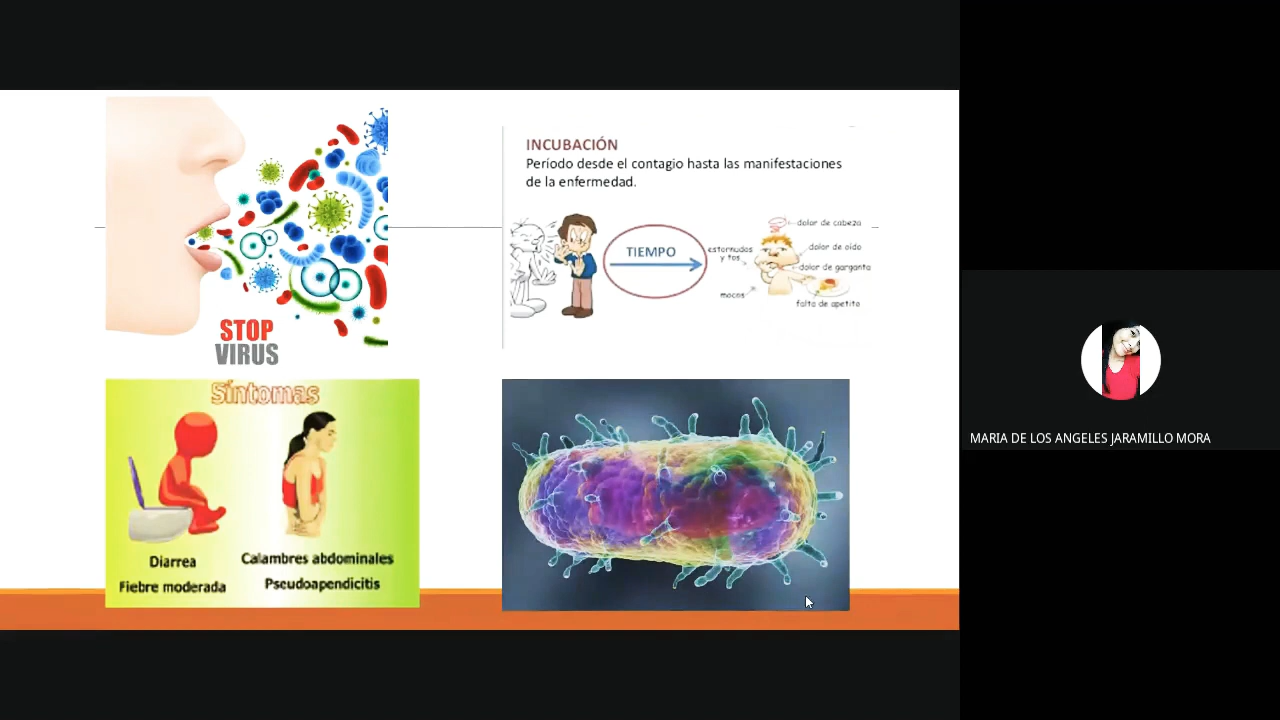 STOP
VIRUS
INCUBACIÓN
Período desde el contagio hasta las manifestaciones
de la enfermedad.
TIEMPO
estornudos
y tos
mocos
dolor de cabeza
dolor de oido
dolor de garganta
falta de apetito
Síntomas
Diarrea
Fiebre moderada
Calambres abdominales
Pseudoapendicitis
MARIA DE LOS ANGELES JARAMILLO MORA